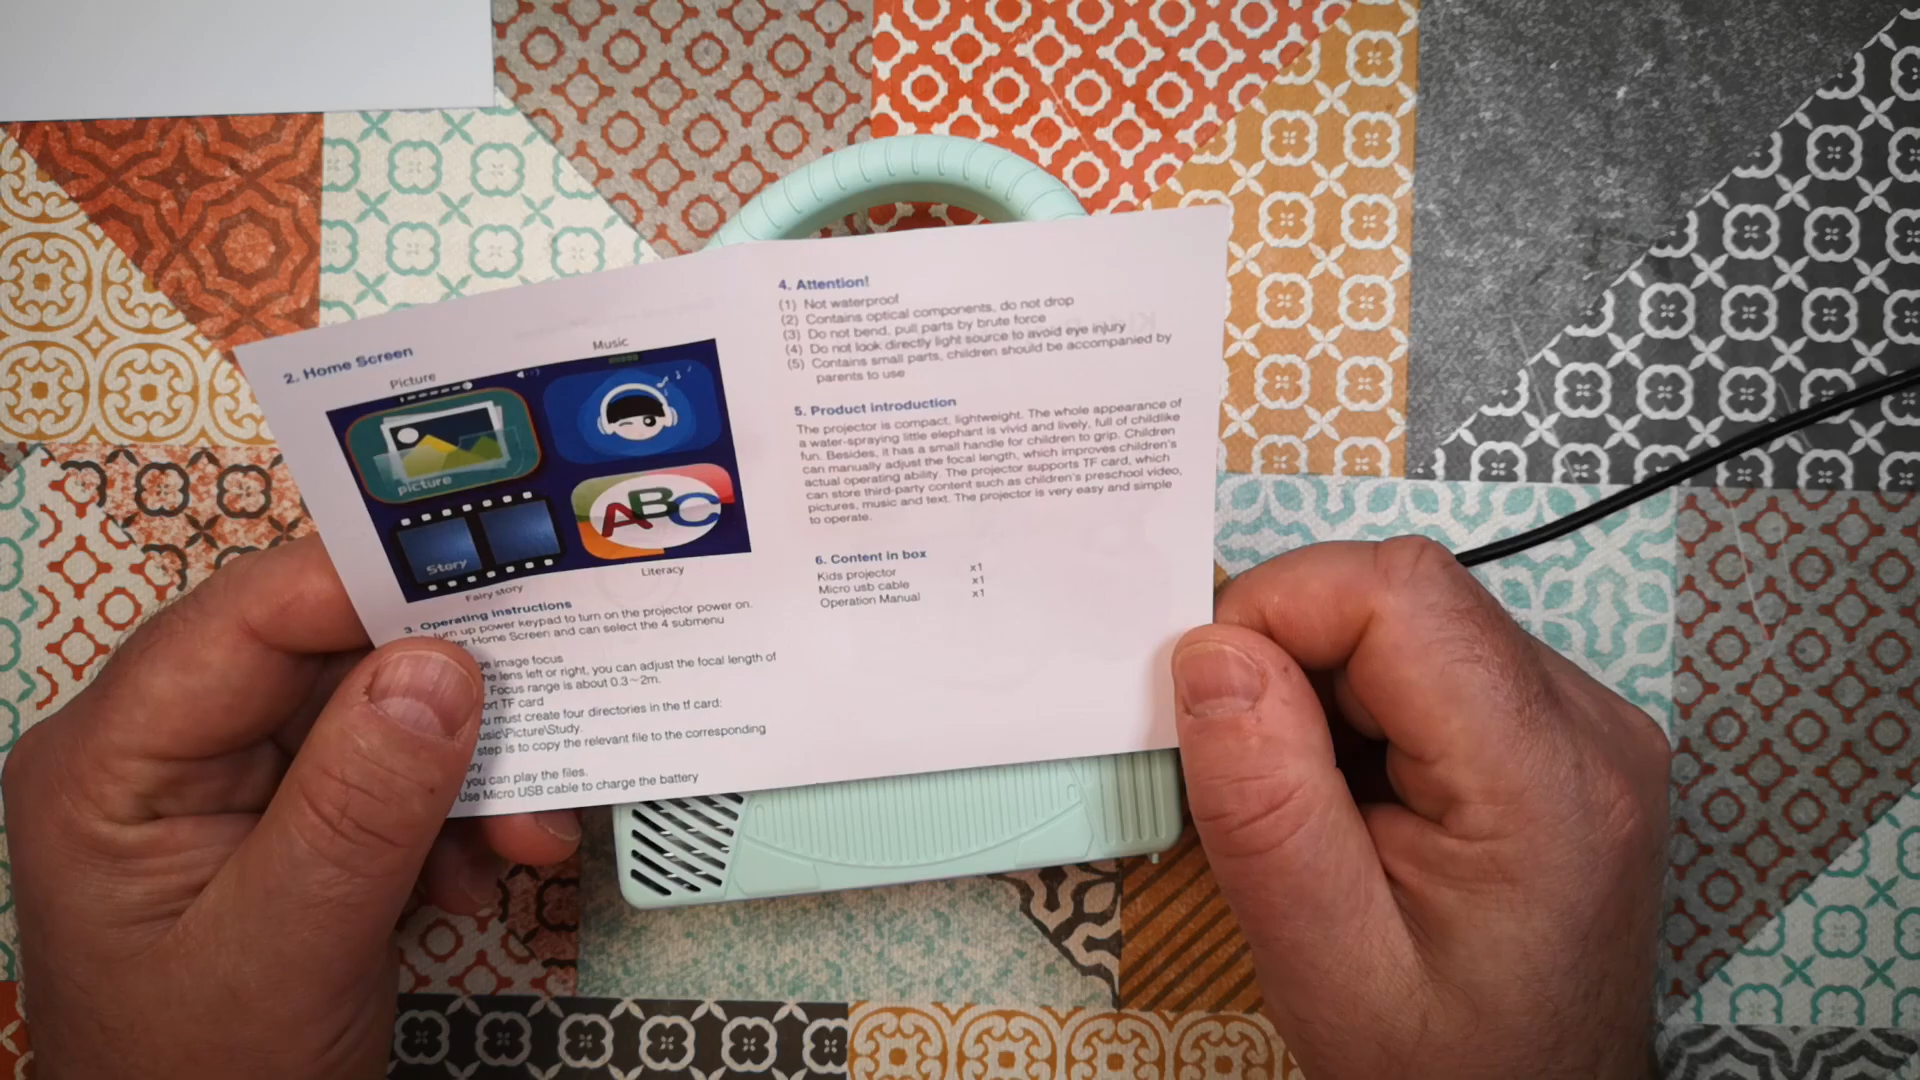 2. Home Screen
Picture
Music
picture
Story
ABC
Fairy story
Literacy
3. Operating instructions
turn up power keypad to turn on the projector power on.
Home Screen and can select the 4 submenu
image focus
lens left or right, you can adjust the focal length of
Focus range is about 0.3~2m.
TF card
must create four directories in the tf card:
\Picture\Study.
step is to copy the relevant file to the corresponding
you can play the files.
Use Micro USB cable to charge the battery
4. Attention!
(1) Not waterproof
(2) Contains optical components, do not drop
(3) Do not bend, pull parts by brute force
(4) Do not look directly light source to avoid eye injury
(5) Contains small parts, children should be accompanied by
parents to use
5. Product introduction
The projector is compact, lightweight. The whole appearance of
a water-spraying little elephant is vivid and lively, full of childlike
fun. Besides, it has a small handle for children to grip. Children
can manually adjust the focal length, which improves children's
actual operating ability. The projector supports TF card, which
can store third-party content such as children's preschool video,
pictures, music and text. The projector is very easy and simple
to operate.
6. Content in box
Kids projector x1
Micro usb cable x1
Operation Manual x1